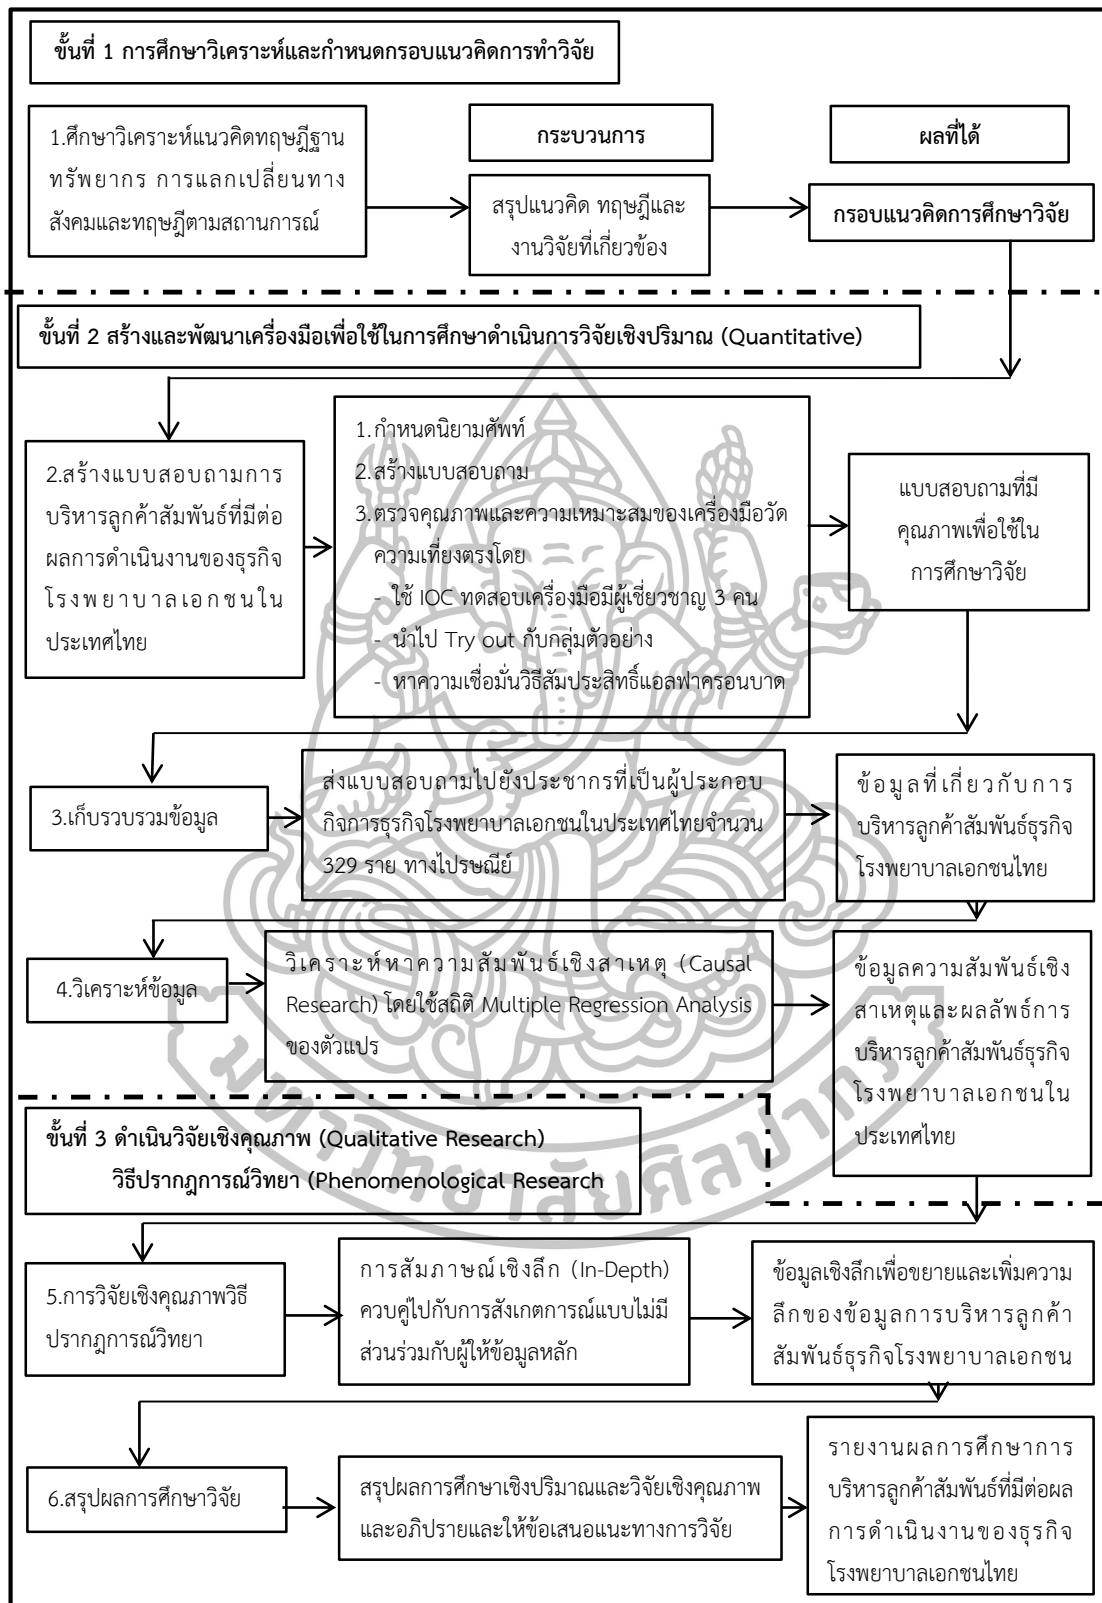 ขั้นที่ 1 การศึกษาวิเคราะห์และกำหนดกรอบแนวคิดการทำวิจัย
1.ศึกษาวิเคราะห์แนวคิดทฤษฎีฐาน
ทรัพยากร การแลกเปลี่ยนทาง
สังคมและทฤษฎีตามสถานการณ์
กระบวนการ
สรุปแนวคิด ทฤษฎีและ
งานวิจัยที่เกี่ยวข้อง
ผลที่ได้
กรอบแนวคิดการศึกษาวิจัย
ขั้นที่ 2 สร้างและพัฒนาเครื่องมือเพื่อใช้ในการศึกษาดำเนินการวิจัยเชิงปริมาณ (Quantitative)
2.สร้างแบบสอบถามการ
บริหารลูกค้าสัมพันธ์ที่มีต่อ
ผลการดำเนินงานของธุรกิจ
โรงพยาบาลเอกชนใน
ประเทศไทย
1.กำหนดนิยามศัพท์
2.สร้างแบบสอบถาม
3.ตรวจคุณภาพและความเหมาะสมของเครื่องมือวัด
ความเที่ยงตรงโดย
- ใช้ IOC ทดสอบเครื่องมือมีผู้เชี่ยวชาญ 3 คน
- นำไป Try out กับกลุ่มตัวอย่าง
- หาความเชื่อมั่นวิธีสัมประสิทธิ์แอลฟาครอนบาด
แบบสอบถามที่มี
คุณภาพเพื่อใช้ใน
การศึกษาวิจัย
3.เก็บรวบรวมข้อมูล
ส่งแบบสอบถามไปยังประชากรที่เป็นผู้ประกอบ
กิจการธุรกิจโรงพยาบาลเอกชนในประเทศไทยจำนวน
329 ราย ทางไปรษณีย์
ข้อมูลที่เกี่ยวกับการ
บริหารลูกค้าสัมพันธ์ธุรกิจ
โรงพยาบาลเอกชนไทย
4.วิเคราะห์ข้อมูล
วิเคราะห์หาความสัมพันธ์เชิงสาเหตุ (Causal
Research) โดยใช้สถิติ Multiple Regression Analysis
ของตัวแปร
ข้อมูลความสัมพันธ์เชิง
สาเหตุและผลลัพธ์การ
บริหารลูกค้าสัมพันธ์ธุรกิจ
โรงพยาบาลเอกชนใน
ประเทศไทย
มหาวิทยาลัยศิลปากร
ขั้นที่ 3 ดำเนินวิจัยเชิงคุณภาพ (Qualitative Research)
วิธีปรากฎการณ์วิทยา (Phenomenological Research
5.การวิจัยเชิงคุณภาพวิธี
ปรากฎการณ์วิทยา
การสัมภาษณ์เชิงลึก (In-Depth)
ควบคู่ไปกับการสังเกตการณ์แบบไม่มี
ส่วนร่วมกับผู้ให้ข้อมูลหลัก
ข้อมูลเชิงลึกเพื่อขยายและเพิ่มความ
ลึกของข้อมูลการบริหารลูกค้า
สัมพันธ์ธุรกิจโรงพยาบาลเอกชน
6.สรุปผลการศึกษาวิจัย
สรุปผลการศึกษาเชิงปริมาณและวิจัยเชิงคุณภาพ
และอภิปรายและให้ข้อเสนอแนะทางการวิจัย
รายงานผลการศึกษาการ
บริหารลูกค้าสัมพันธ์ที่มีต่อผล
การดำเนินงานของธุรกิจ
โรงพยาบาลเอกชนไทย